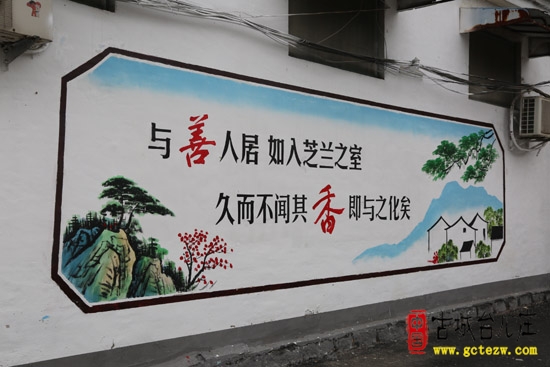 与善人居 如入芝兰之室
久而不闻其香即与之化矣
古城台儿庄
www.gctezw.com